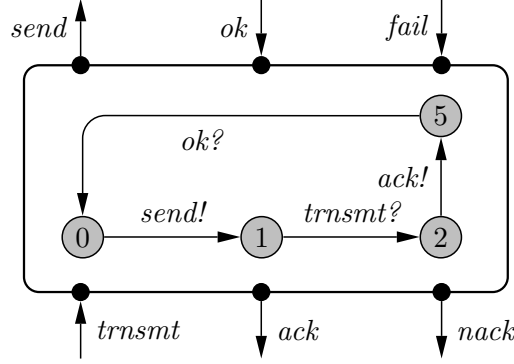 send ok fail
5
ok?
ack!
send! trnsmt?
0 1 2
trnsmt ack nack